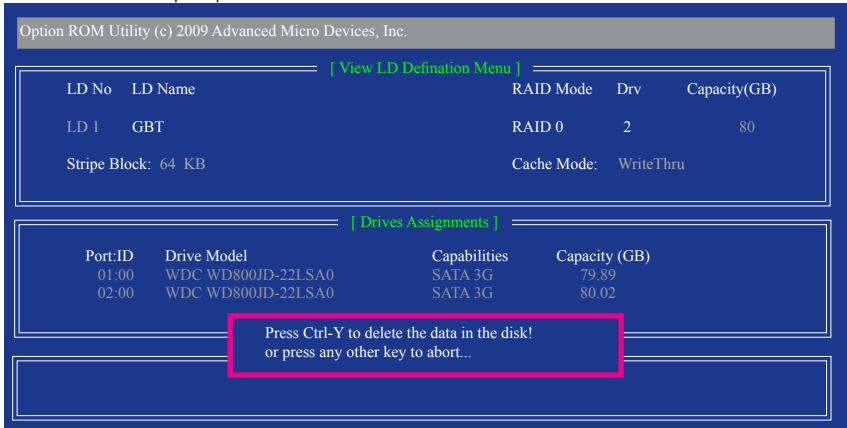 Option ROM Utility (c) 2009 Advanced Micro Devices, Inc.
[ View LD Defination Menu ]
LD No LD Name RAID Mode Drv Capacity(GB)
LD 1 GBT RAID 0 2 80
Stripe Block: 64 KB Cache Mode: WriteThru
[ Drives Assignments ]
Port:ID Drive Model Capabilities Capacity (GB)
01:00 WDC WD800JD-22LSA0 SATA 3G 79.89
02:00 WDC WD800JD-22LSA0 SATA 3G 80.02
Press Ctrl-Y to delete the data in the disk!
or press any other key to abort...